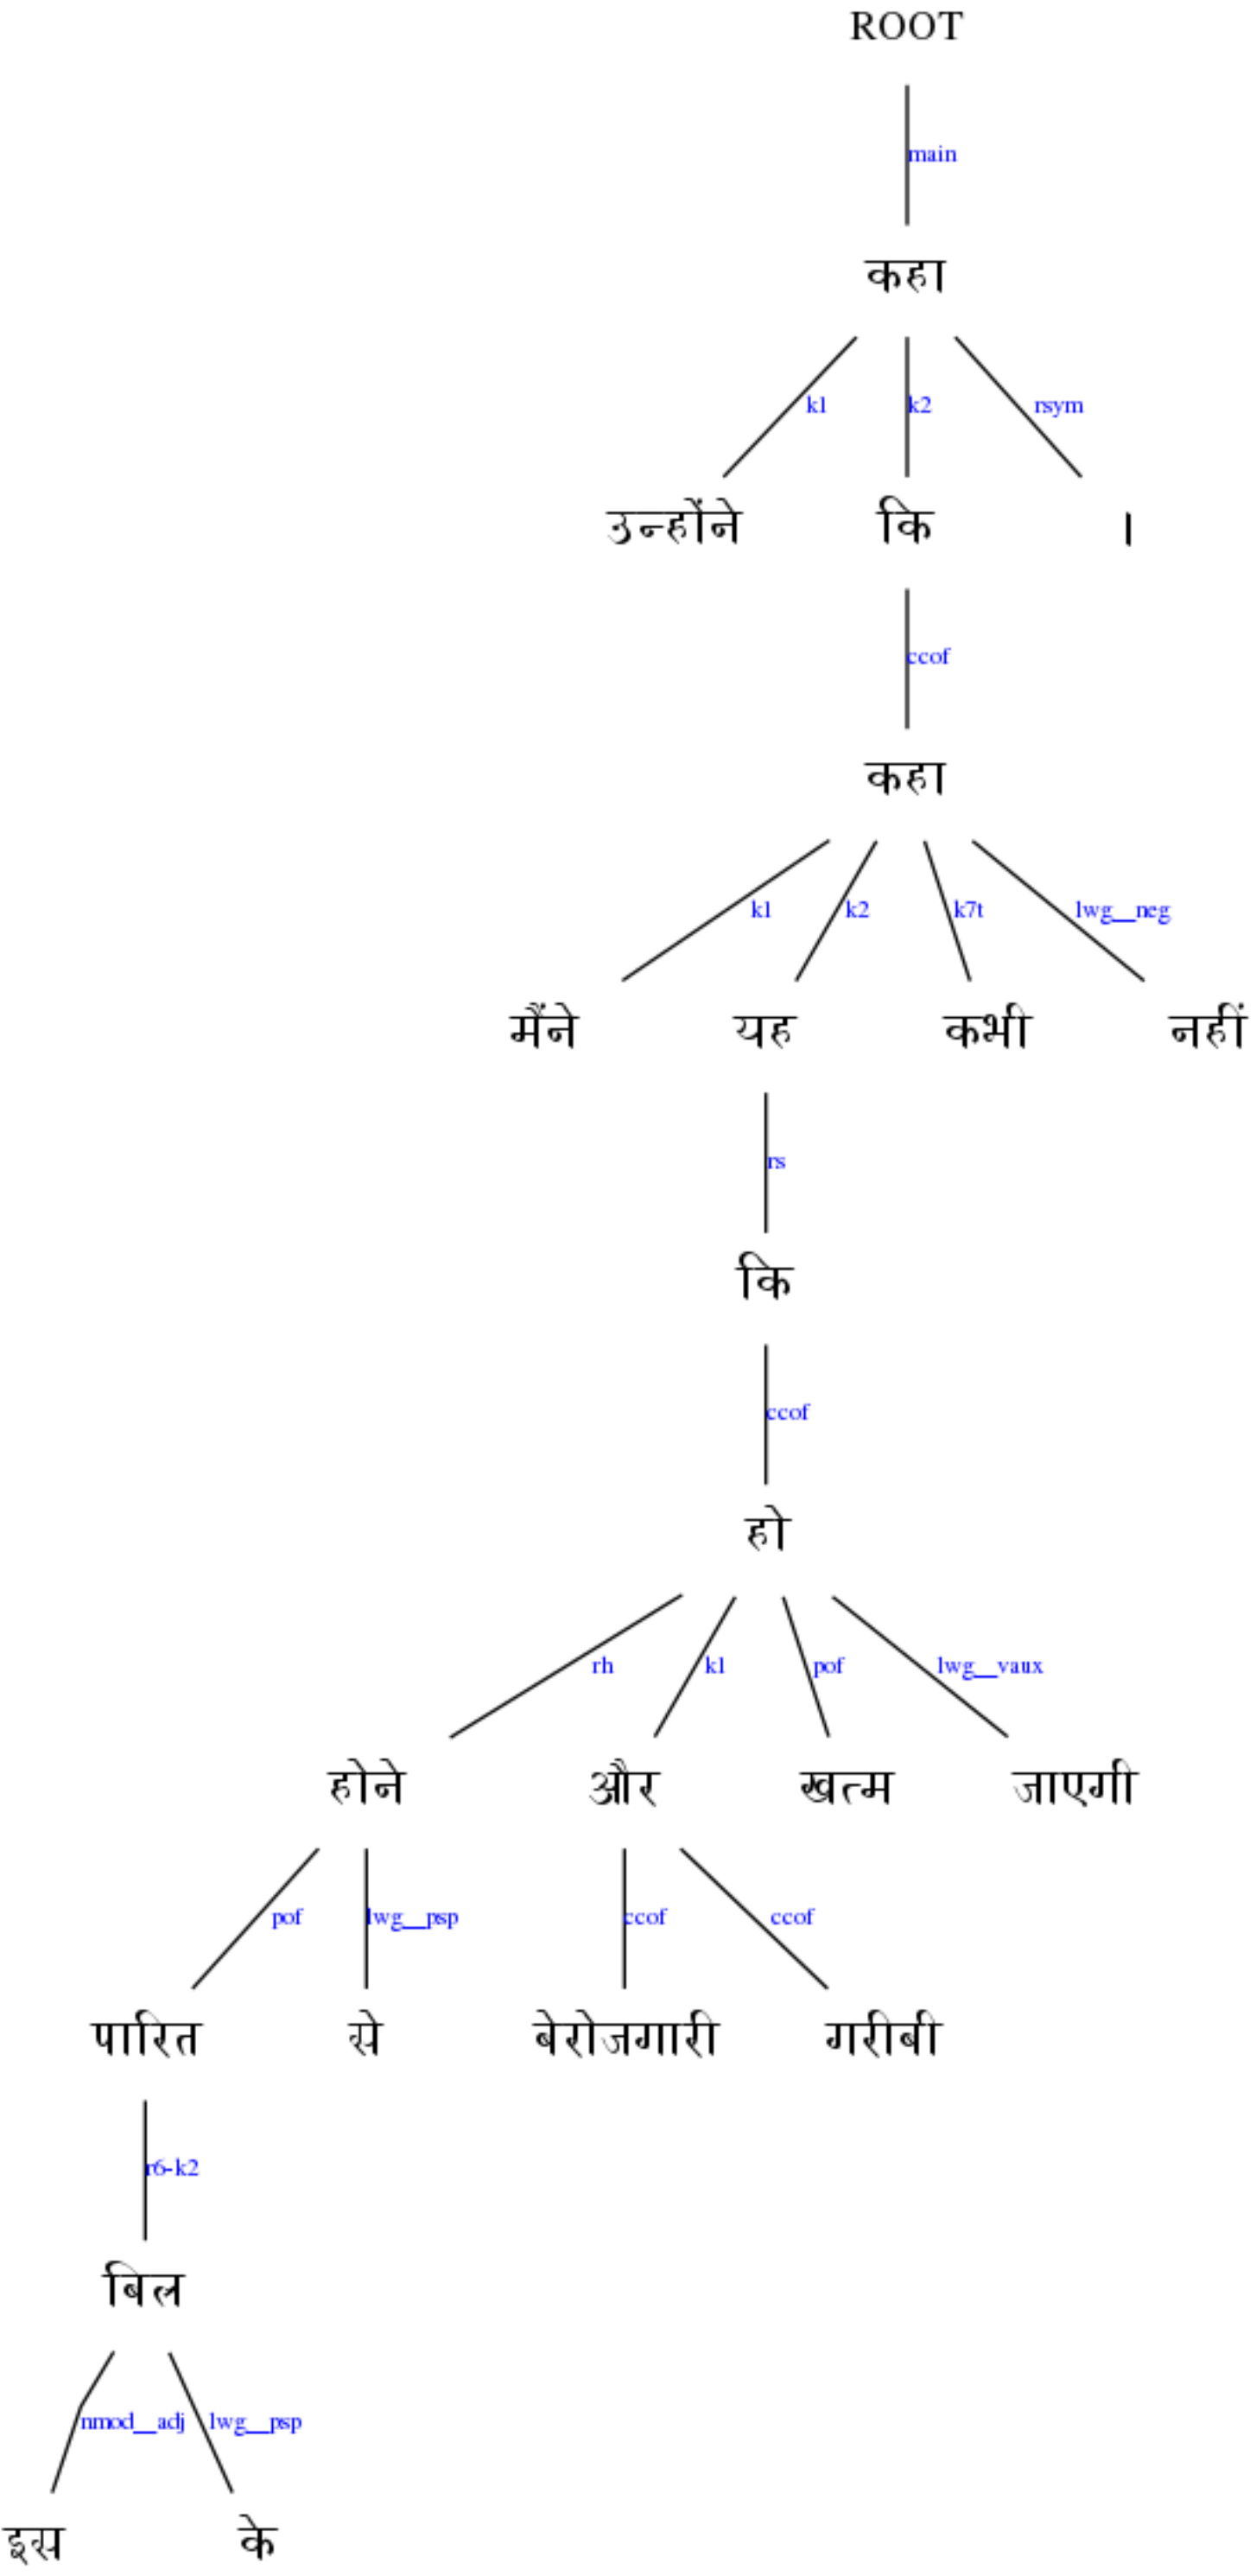 ROOT
main
कहा
k1 k2 rsym
उन्होंने कि ।
ccof
कहा
k1 k2 k7t lwg__neg
मैंने यह कभी नहीं
rs
कि
ccof
हो
rh k1 pof lwg__vaux
होने और खत्म जाएगी
pof lwg__psp ccof ccof
पारित से बेरोजगारी गरीबी
r6-k2
बिल
nmod__adj lwg__psp
इस के